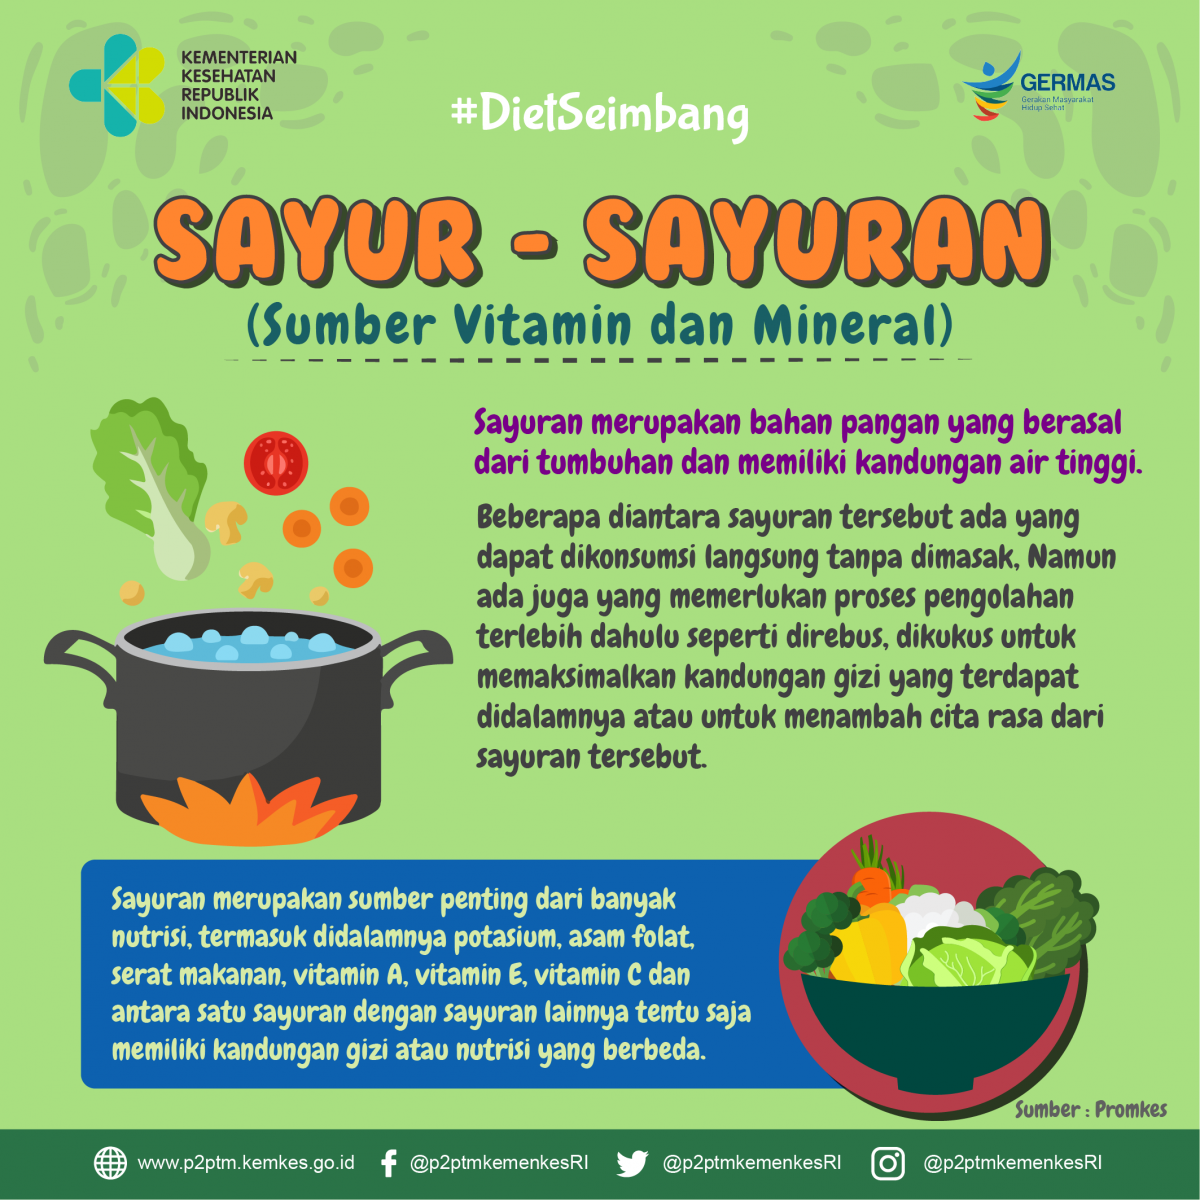 KEMENTERIAN
KESEHATAN
REPUBLIK
INDONESIA
#DietSeimbang
GERMAS
Gerakan Masyarakat
Hidup Sehat
SAYUR - SAYURAN
(Sumber Vitamin dan Mineral)
Sayuran merupakan bahan pangan yang berasal
dari tumbuhan dan memiliki kandungan air tinggi.
Beberapa diantara sayuran tersebut ada yang
dapat dikonsumsi langsung tanpa dimasak, Namun
ada juga yang memerlukan proses pengolahan
terlebih dahulu seperti direbus, dikukus untuk
memaksimalkan kandungan gizi yang terdapat
didalamnya atau untuk menambah cita rasa dari
sayuran tersebut.
Sayuran merupakan sumber penting dari banyak
nutrisi, termasuk didalamnya potasium, asam folat,
serat makanan, vitamin A, vitamin E, vitamin C dan
antara satu sayuran dengan sayuran lainnya tentu saja
memiliki kandungan gizi atau nutrisi yang berbeda.
Sumber : Promkes
www.p2ptm.kemkes.go.id @p2ptmkemenkesRI @p2ptmkemenkesRI @p2ptmkemenkesRI